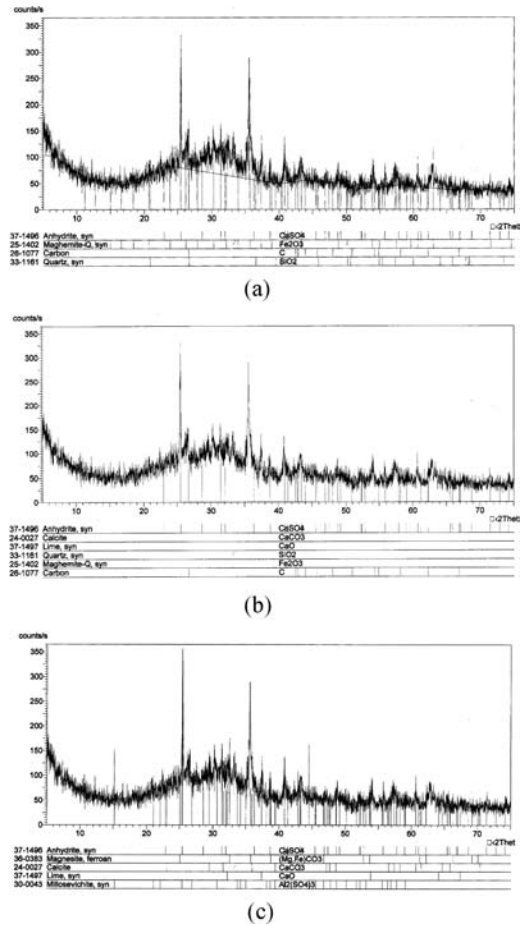 counts/s
350
300
250
200
150
100
50
0
10 20 30 40 50 60 70
37-1496 Anhydrite, syn CaSO4
25-1402 Maghemite-Q, syn Fe2O3
26-1077 Carbon C
33-1161 Quartz, syn SiO2
(a)
counts/s
350
300
250
200
150
100
50
0
10 20 30 40 50 60 70
37-1496 Anhydrite, syn CaSO4
24-0027 Calcite CaCO3
37-1497 Lime, syn CaO
33-1161 Quartz, syn SiO2
25-1402 Maghemite-Q, syn Fe2O3
26-1077 Carbon C
(b)
counts/s
350
300
250
200
150
100
50
0
10 20 30 40 50 60 70
37-1496 Anhydrite, syn CaSO4
36-0383 Magnesite, ferroan (Mg,Fe)CO3
24-0027 Calcite CaCO3
37-1497 Lime, syn CaO
30-0043 Millosevichite, syn Al2(SO4)3
(c)